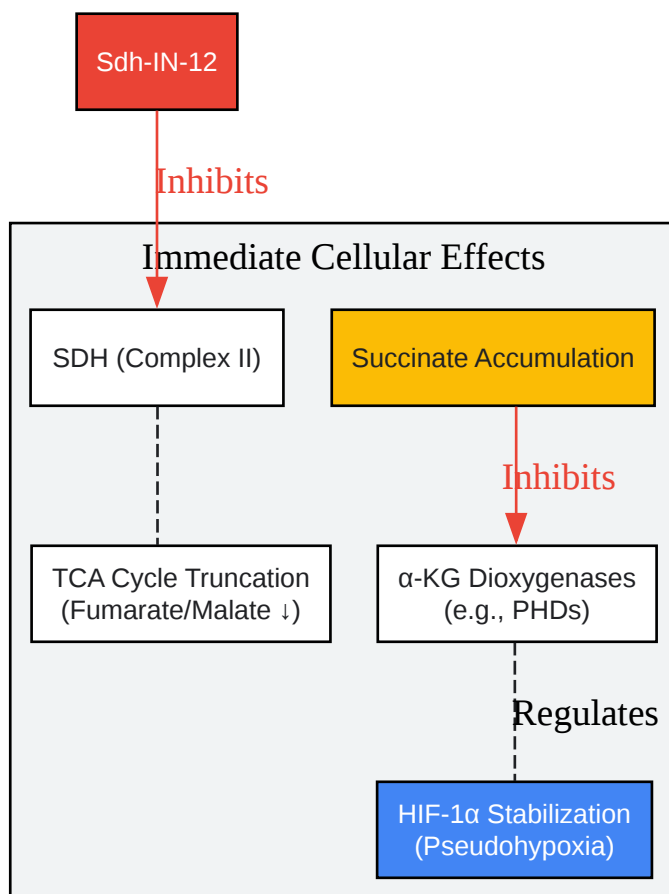 Sdh-IN-12
Inhibits
Immediate Cellular Effects
SDH (Complex II)
Succinate Accumulation
Inhibits
TCA Cycle Truncation
(Fumarate/Malate ↓)
α-KG Dioxygenases
(e.g., PHDs)
Regulates
HIF-1α Stabilization
(Pseudohypoxia)